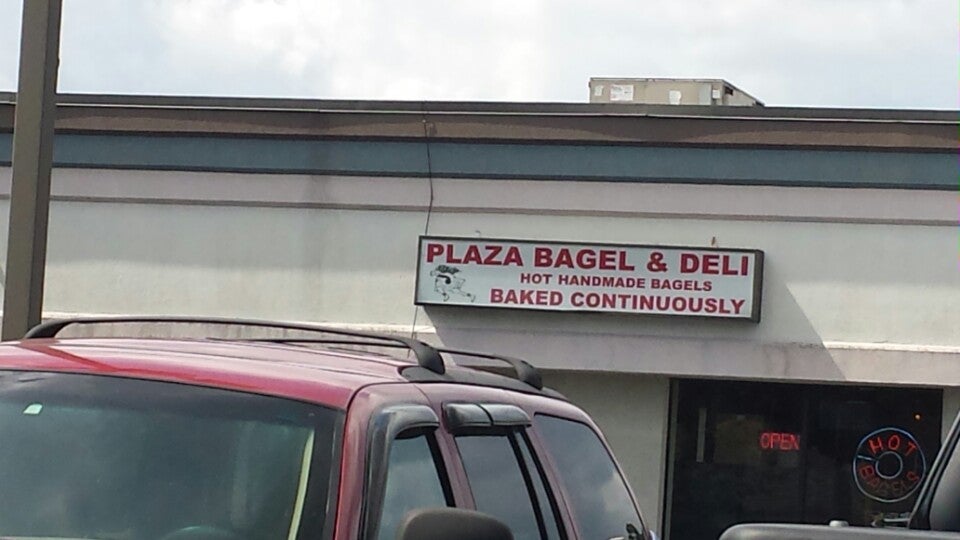 PLAZA BAGEL & DELI
HOT HANDMADE BAGELS
BAKED CONTINUOUSLY
OPEN
HOT
BAGELS